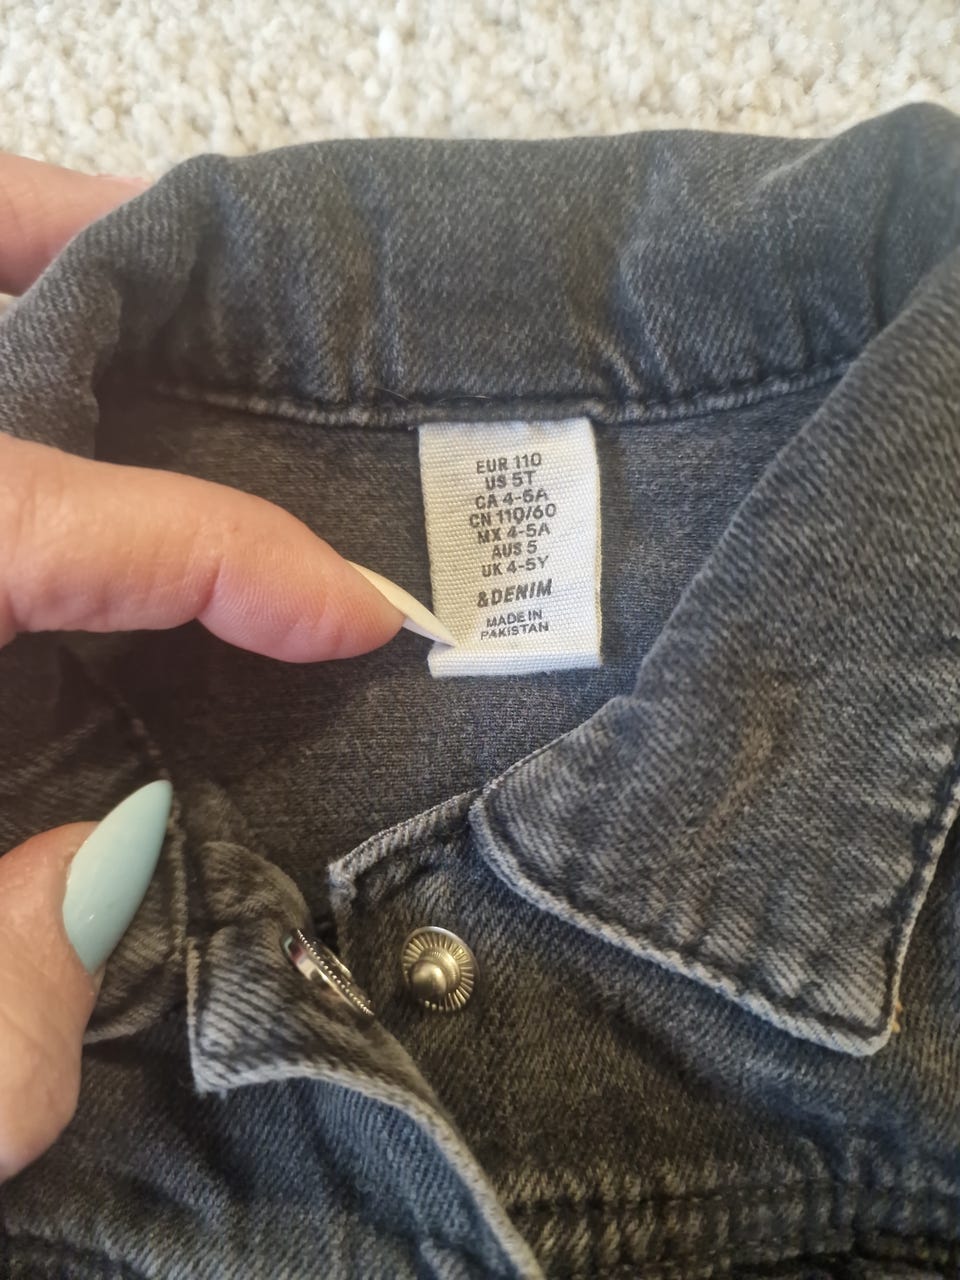 EUR 110
US 5T
CA 4-5A
CN 110/60
MX 4-5A
AUS 5
UK 4-5Y
&DENIM
MADE IN
PAKISTAN